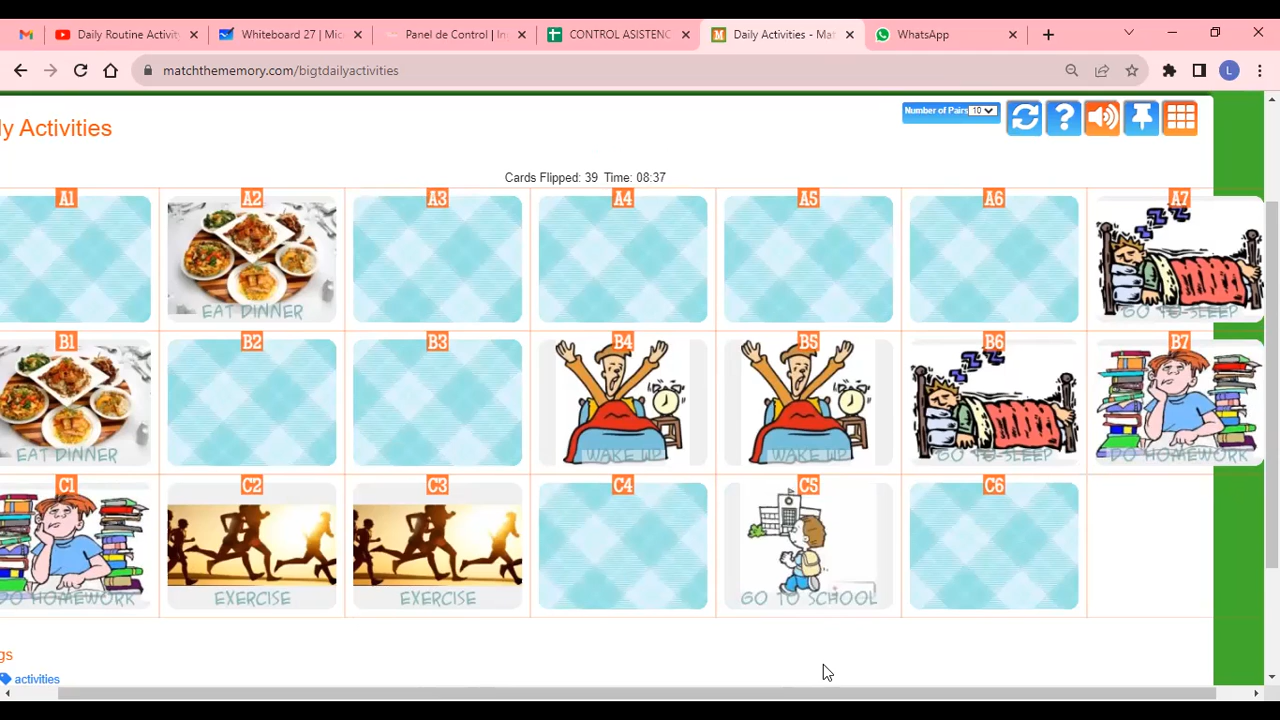 Daily Routine Activit
Whiteboard 27 | Mic
Panel de Control | In
CONTROL ASISTENC
M
Daily Activities - Mat
WhatsApp
matchthememory.com/bigtdailyactivities
L
ly Activities
Number of Pairs 10
?
Cards Flipped: 39 Time: 08:37
A1 A2 A3 A4 A5 A6 A7
EAT DINNER
GO TO SLEEP
B1 B2 B3 B4 B5 B6 B7
EAT DINNER
WAKE UP
WAKE UP
GO TO SLEEP
DO HOMEWORK
C1 C2 C3 C4 C5 C6
DO HOMEWORK
EXERCISE
EXERCISE
GO TO SCHOOL
gs
activities